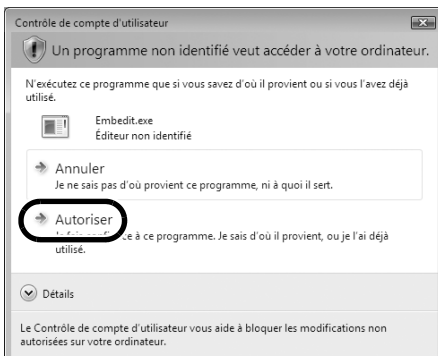 Contrôle de compte d'utilisateur
Un programme non identifié veut accéder à votre ordinateur.
N'exécutez ce programme que si vous savez d'où il provient ou si vous l'avez déjà
utilisé.
Embedit.exe
Éditeur non identifié
Annuler
Je ne sais pas d'où provient ce programme, ni à quoi il sert.
Autoriser
ce à ce programme. Je sais d'où il provient, ou je l'ai déjà
utilisé.
Détails
Le Contrôle de compte d'utilisateur vous aide à bloquer les modifications non
autorisées sur votre ordinateur.